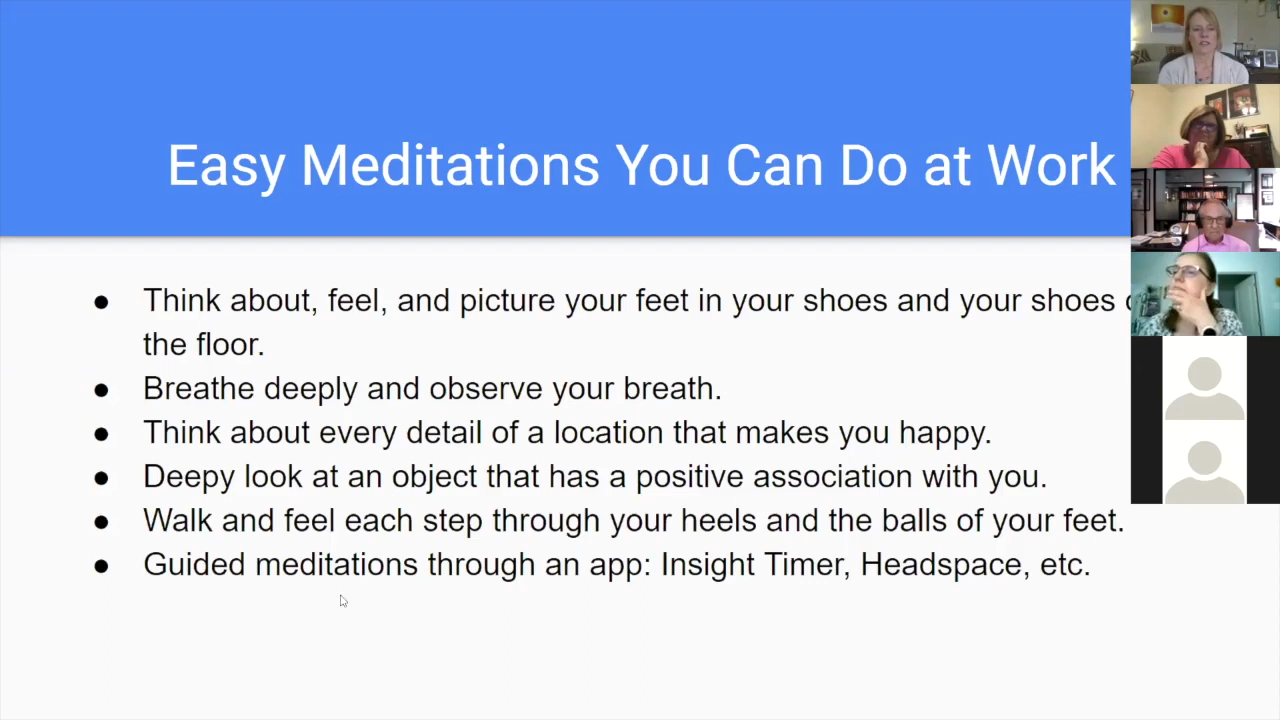 Easy Meditations You Can Do at Work
● Think about, feel, and picture your feet in your shoes and your shoes
the floor.
● Breathe deeply and observe your breath.
● Think about every detail of a location that makes you happy.
● Deepy look at an object that has a positive association with you.
● Walk and feel each step through your heels and the balls of your feet.
● Guided meditations through an app: Insight Timer, Headspace, etc.